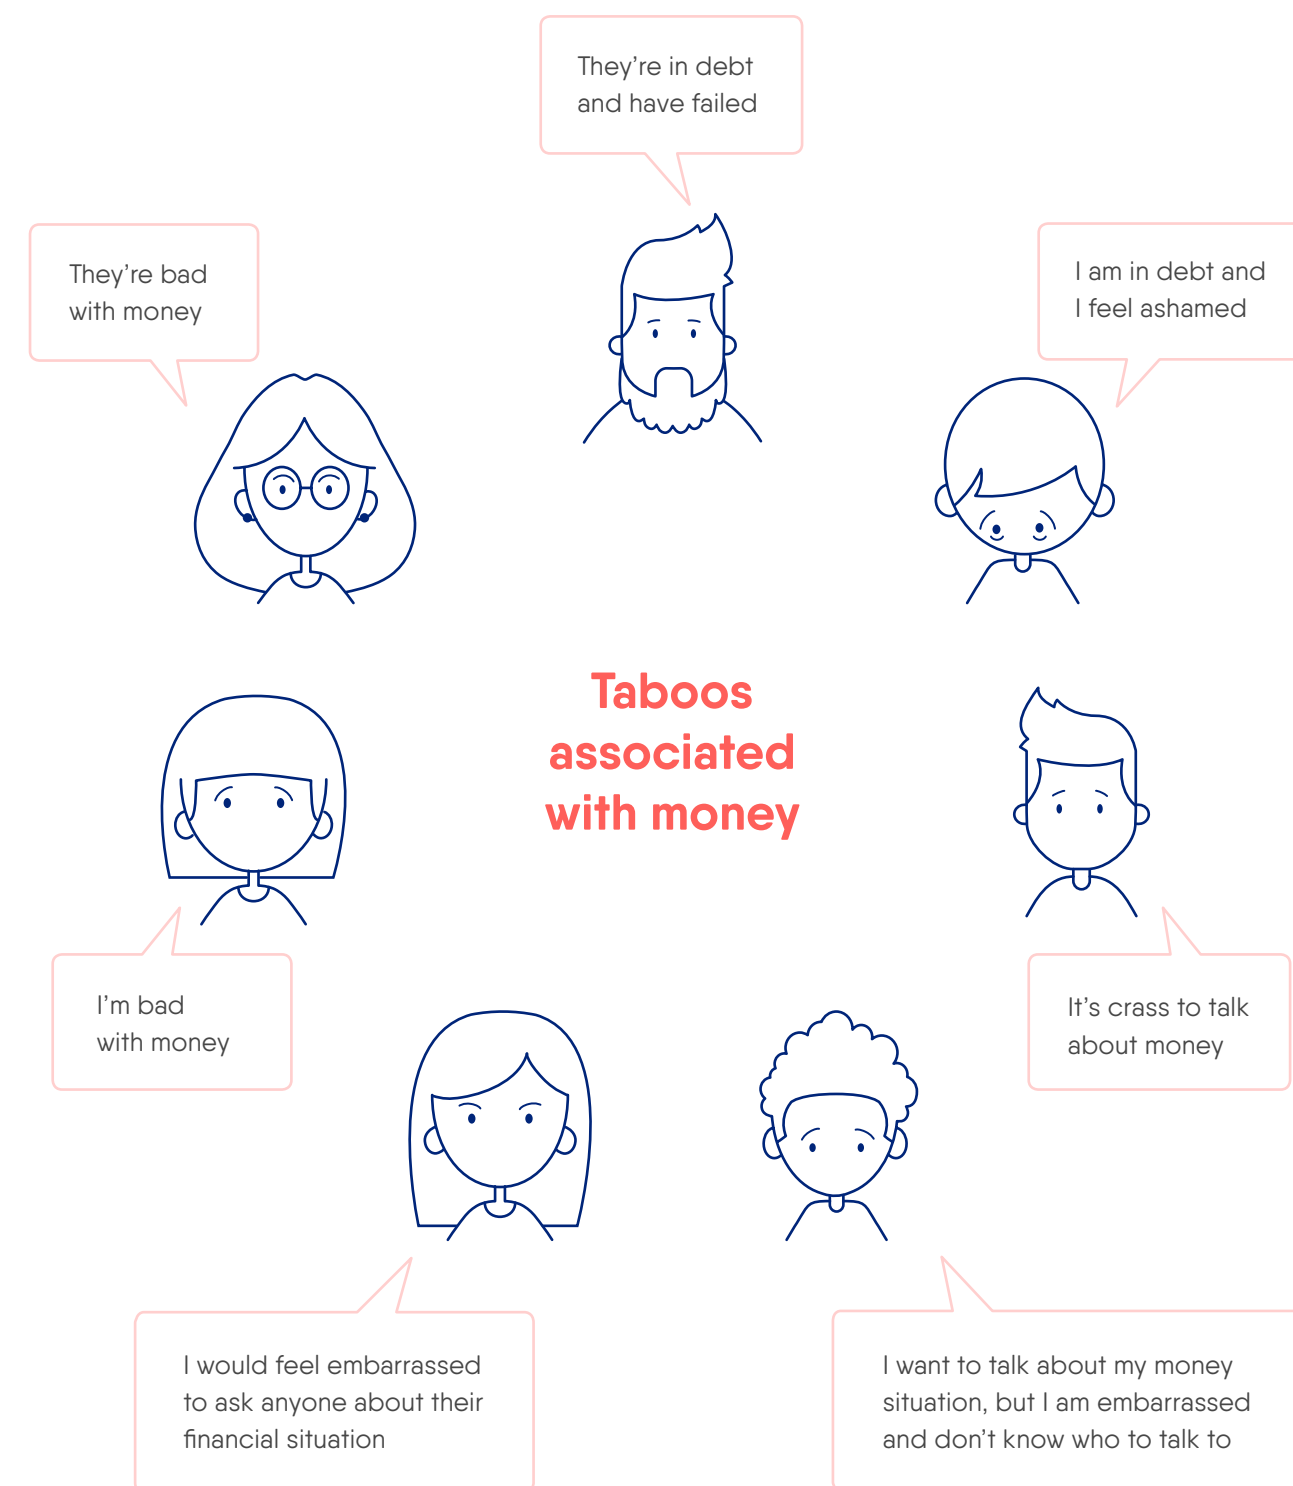 They’re in debt
and have failed
They’re bad
with money
I am in debt and
I feel ashamed
Taboos
associated
with money
I’m bad
with money
It’s crass to talk
about money
I would feel embarrassed
to ask anyone about their
financial situation
I want to talk about my money
situation, but I am embarrassed
and don’t know who to talk to